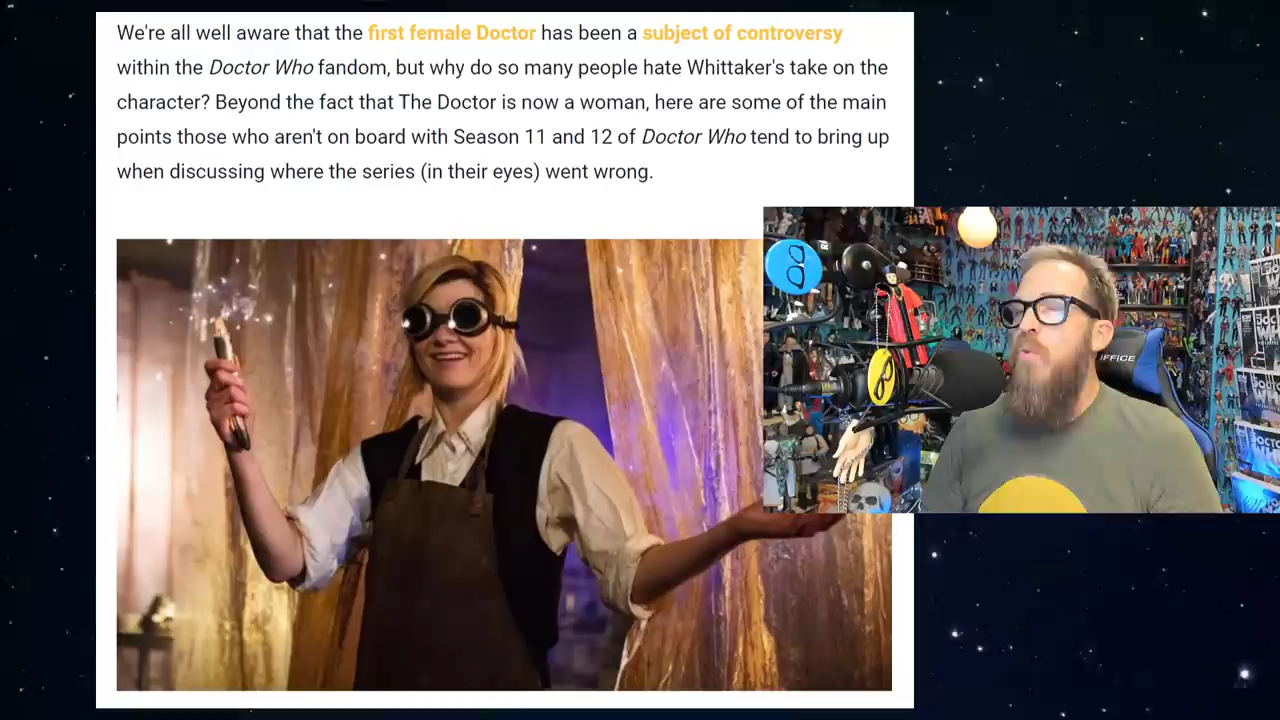 We're all well aware that the first female Doctor has been a subject of controversy
within the Doctor Who fandom, but why do so many people hate Whittaker's take on the
character? Beyond the fact that The Doctor is now a woman, here are some of the main
points those who aren't on board with Season 11 and 12 of Doctor Who tend to bring up
when discussing where the series (in their eyes) went wrong.
OFFICE